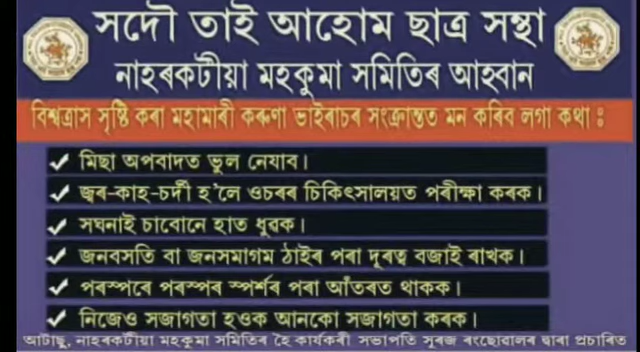 সদৌ তাই আহোম ছাত্ৰ সন্থা
নাহৰকটীয়া মহকুমা সমিতিৰ আহবান
বিশ্বত্ৰাস সৃষ্টি কৰা মহামাৰী কৰুণা ভাইৰাচৰ সংক্ৰান্তত মন কৰিব লগা কথা :
✓ মিছা অপবাদত ভুল নেযাব।
✓ জ্বৰ-কাহ-চৰ্দী হ'লে ওচৰৰ চিকিৎসালয়ত পৰীক্ষা কৰক।
✓ সঘনাই চাবোনে হাত ধুৱক।
✓ জনবসতি বা জনসমাগম ঠাইৰ পৰা দূৰত্ব বজাই ৰাখক।
✓ পৰস্পৰে পৰস্পৰ স্পৰ্শৰ পৰা আঁতৰত থাকক।
✓ নিজেও সজাগতা হওক আনকো সজাগতা কৰক।
আটাছু, নাহৰকটীয়া মহকুমা সমিতিৰ হৈ কাৰ্যকৰী সভাপতি সুৰজ ৰংছোৱালৰ দ্বাৰা প্ৰচাৰিত